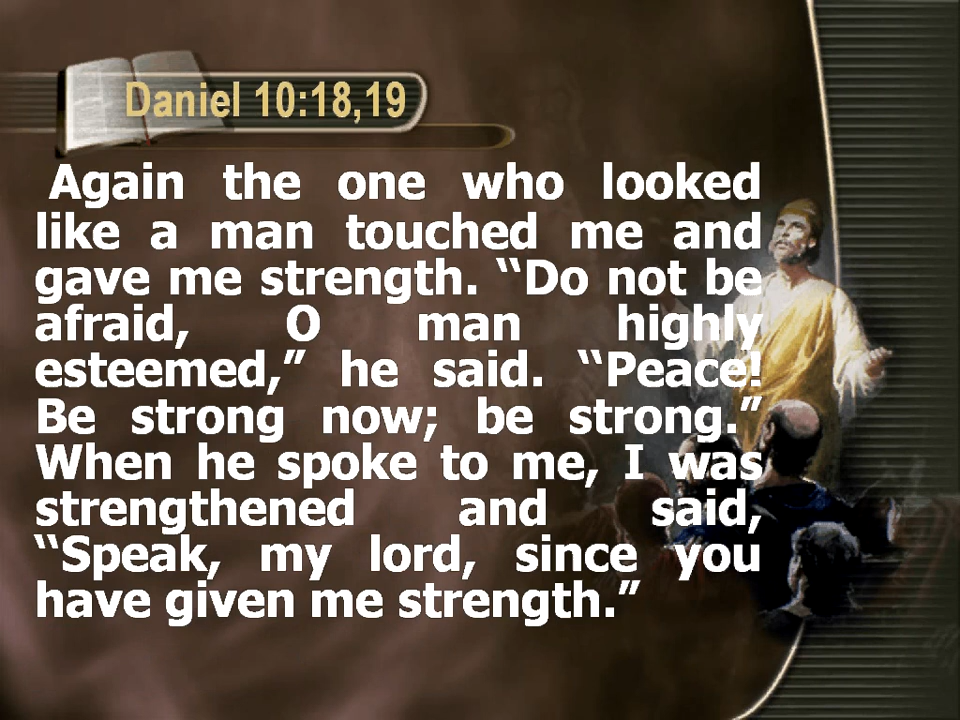 Daniel 10:18,19
Again the one who looked
like a man touched me and
gave me strength. “Do not be
afraid, O man highly
esteemed,” he said. “Peace!
Be strong now; be strong.”
When he spoke to me, I was
strengthened and said,
“Speak, my lord, since you
have given me strength.”